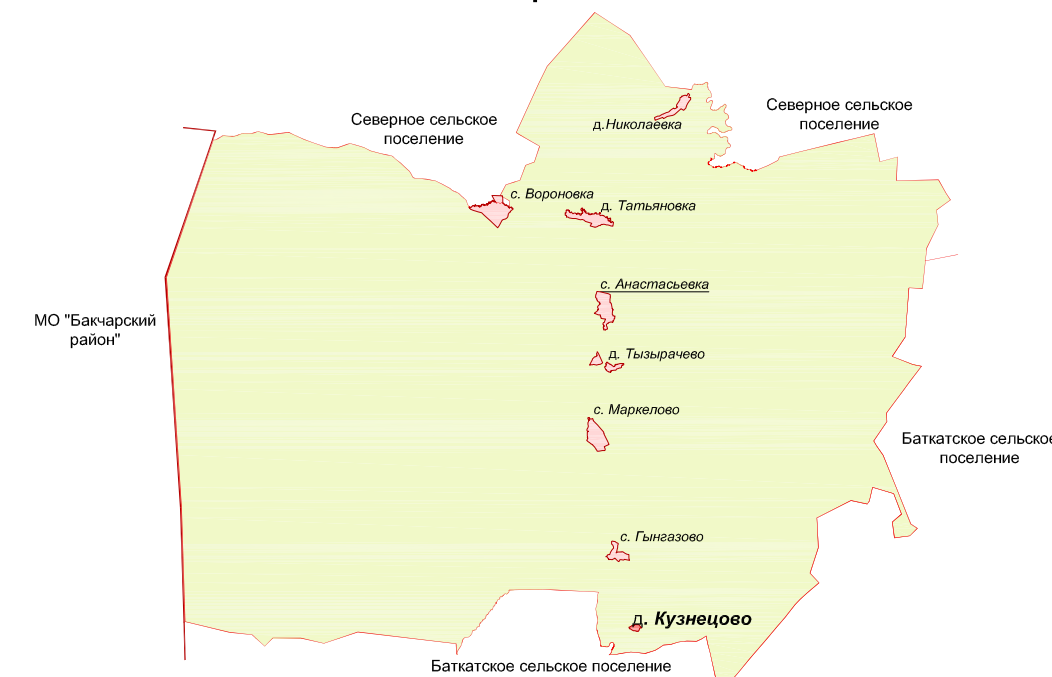 Северное сельское
поселение
Северное сельское
поселение
д.Николаевка
с. Вороновка
д. Татьяновка
с. Анастасьевка
МО "Бакчарский
район"
д. Тызырачево
с. Маркелово
Баткатское сельское
поселение
с. Гынгазово
д. Кузнецово
Баткатское сельское поселение